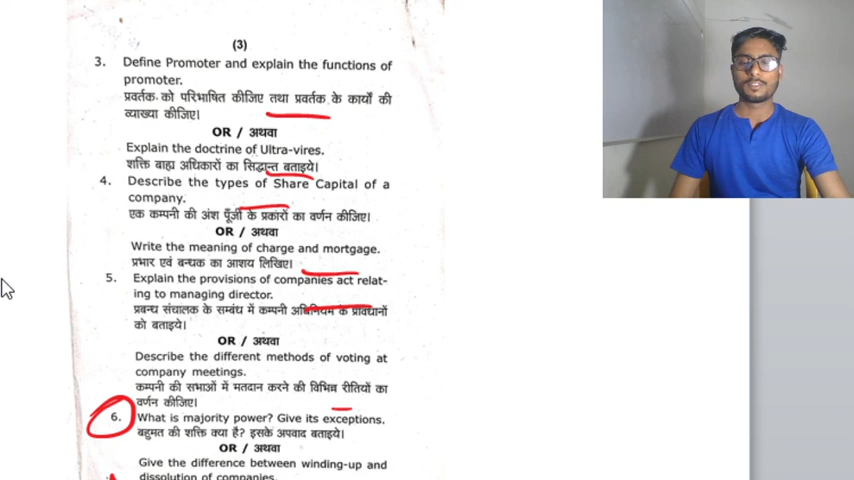 (3)
3. Define Promoter and explain the functions of
promoter.
प्रवर्तक को परिभाषित कीजिए तथा प्रवर्तक के कार्यों की
व्याख्या कीजिए।
OR / अथवा
Explain the doctrine of Ultra-vires.
शक्ति बाह्य अधिकारों का सिद्धान्त बताइये।
4. Describe the types of Share Capital of a
company.
एक कम्पनी की अंश पूँजी के प्रकारों का वर्णन कीजिए।
OR / अथवा
Write the meaning of charge and mortgage.
प्रभार एवं बन्धक का आशय लिखिए।
5. Explain the provisions of companies act relat-
ing to managing director.
प्रबन्ध संचालक के सम्बंध में कम्पनी अधिनियम के प्रावधानों
को बताइये।
OR / अथवा
Describe the different methods of voting at
company meetings.
कम्पनी की सभाओं में मतदान करने की विभिन्न रीतियों का
वर्णन कीजिए।
6. What is majority power? Give its exceptions.
बहुमत की शक्ति क्या है? इसके अपवाद बताइये।
OR / अथवा
Give the difference between winding-up and
dissolution of companies.